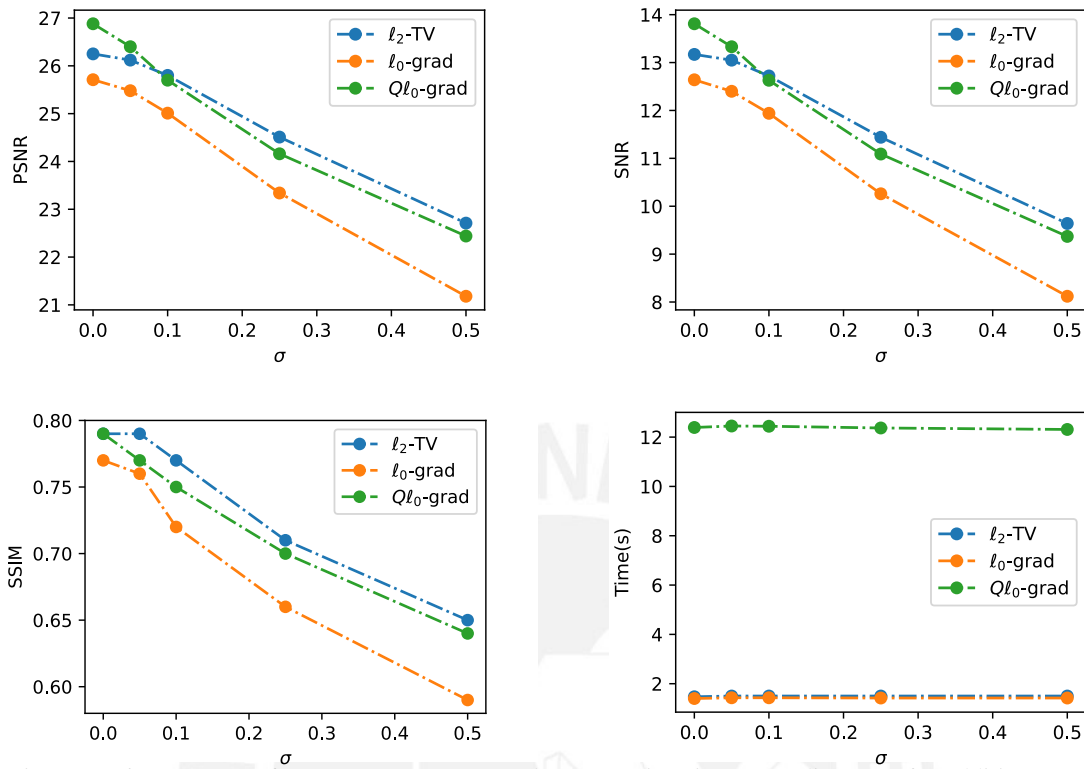 PSNR
27
26
25
24
23
22
21
0.0 0.1 0.2 0.3 0.4 0.5
σ
ℓ₂-TV
ℓ₀-grad
Qℓ₀-grad
SNR
14
13
12
11
10
9
8
0.0 0.1 0.2 0.3 0.4 0.5
σ
ℓ₂-TV
ℓ₀-grad
Qℓ₀-grad
SSIM
0.80
0.75
0.70
0.65
0.60
0.0 0.1 0.2 0.3 0.4 0.5
σ
ℓ₂-TV
ℓ₀-grad
Qℓ₀-grad
Time(s)
12
10
8
6
4
2
0.0 0.1 0.2 0.3 0.4 0.5
σ
ℓ₂-TV
ℓ₀-grad
Qℓ₀-grad